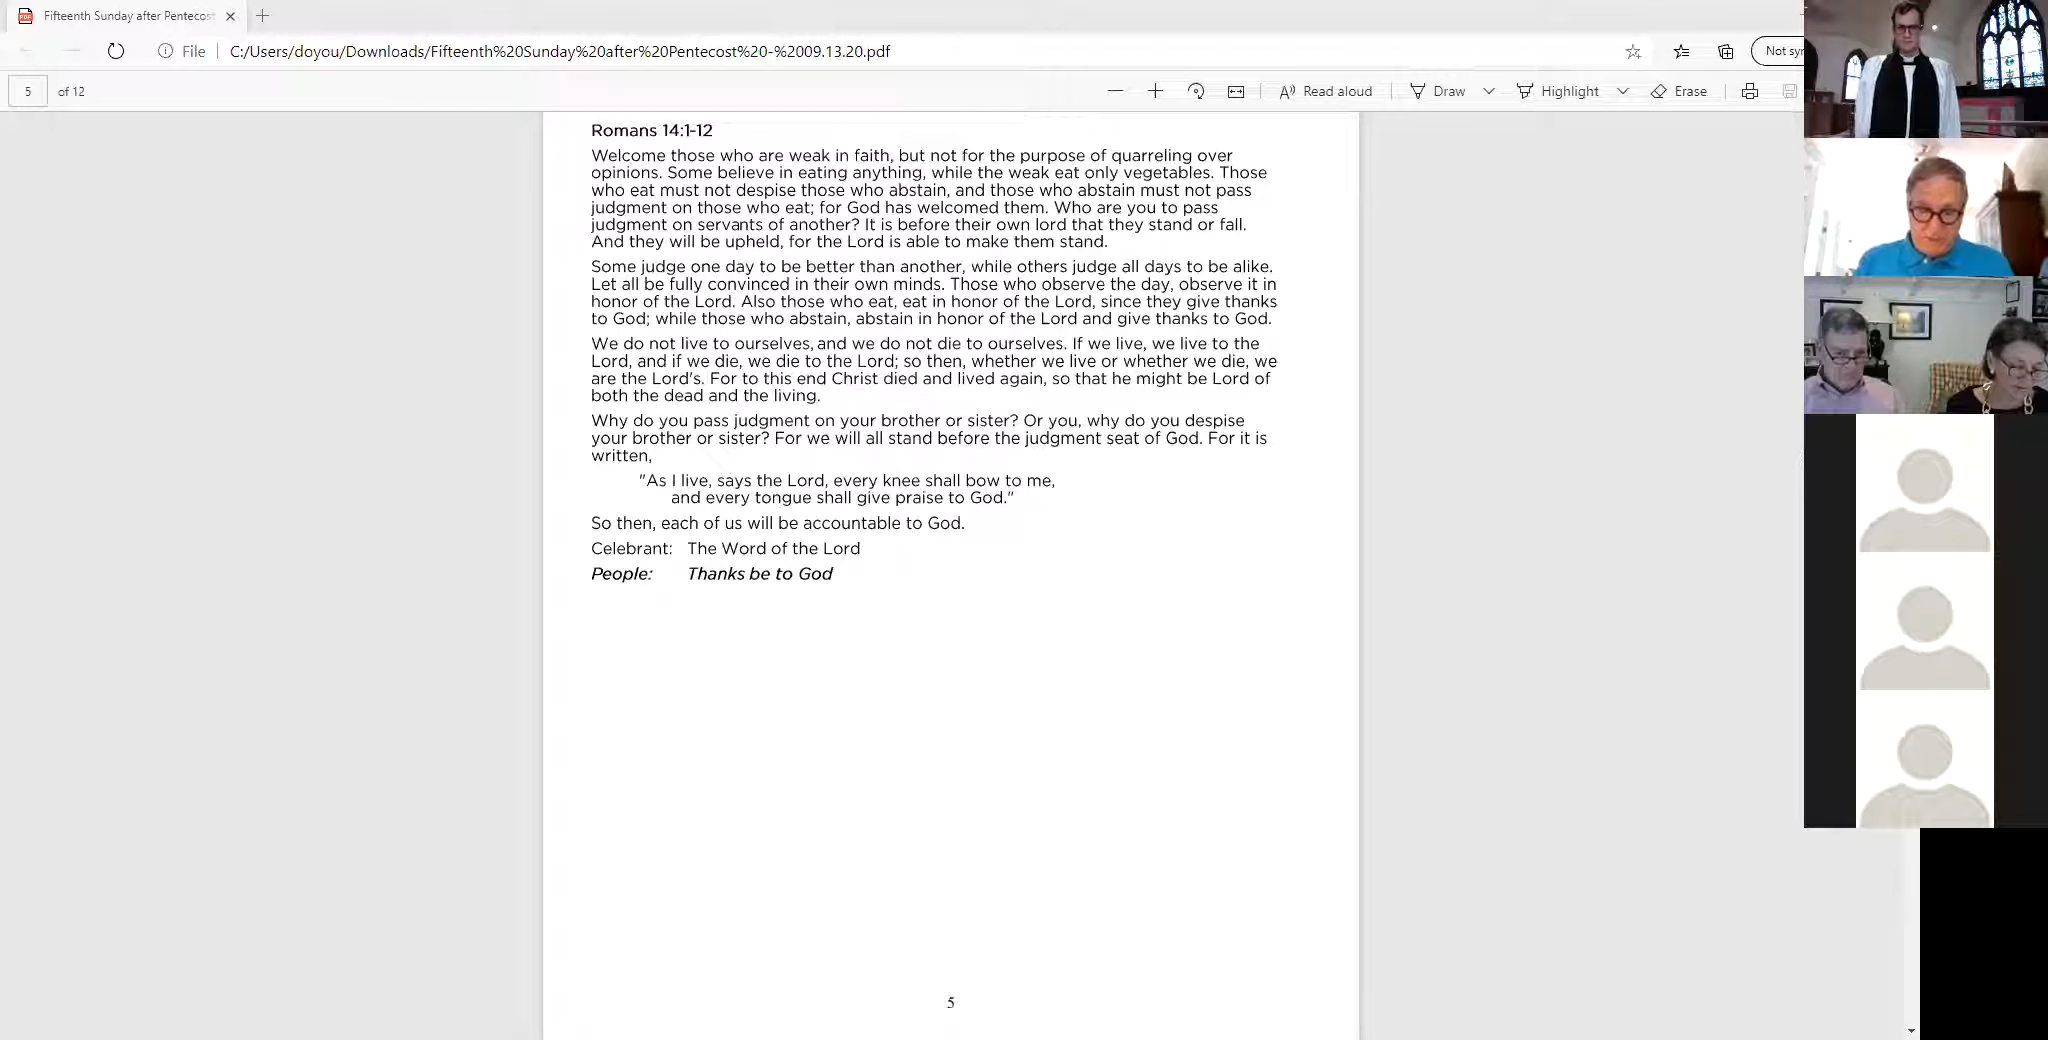 Fifteenth Sunday after Pentecost
File
C:/Users/doyou/Downloads/Fifteenth%20Sunday%20after%20Pentecost%20-%2009.13.20.pdf
Not syn
5 of 12
Read aloud
Draw
Highlight
Erase
Romans 14:1-12
Welcome those who are weak in faith, but not for the purpose of quarreling over
opinions. Some believe in eating anything, while the weak eat only vegetables. Those
who eat must not despise those who abstain, and those who abstain must not pass
judgment on those who eat; for God has welcomed them. Who are you to pass
judgment on servants of another? It is before their own lord that they stand or fall.
And they will be upheld, for the Lord is able to make them stand.
Some judge one day to be better than another, while others judge all days to be alike.
Let all be fully convinced in their own minds. Those who observe the day, observe it in
honor of the Lord. Also those who eat, eat in honor of the Lord, since they give thanks
to God; while those who abstain, abstain in honor of the Lord and give thanks to God.
We do not live to ourselves, and we do not die to ourselves. If we live, we live to the
Lord, and if we die, we die to the Lord; so then, whether we live or whether we die, we
are the Lord's. For to this end Christ died and lived again, so that he might be Lord of
both the dead and the living.
Why do you pass judgment on your brother or sister? Or you, why do you despise
your brother or sister? For we will all stand before the judgment seat of God. For it is
written,
"As I live, says the Lord, every knee shall bow to me,
and every tongue shall give praise to God."
So then, each of us will be accountable to God.
Celebrant: The Word of the Lord
People: Thanks be to God
5